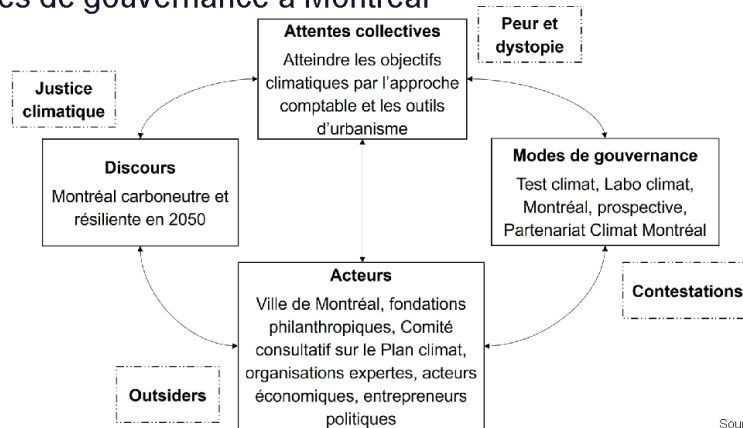 es de gouvernance à Montréal
Attentes collectives
Atteindre les objectifs
climatiques par l'approche
comptable et les outils
d'urbanisme
Peur et
dystopie
Justice
climatique
Discours
Montréal carboneutre et
résiliente en 2050
Modes de gouvernance
Test climat, Labo climat,
Montréal, prospective,
Partenariat Climat Montréal
Acteurs
Ville de Montréal, fondations
philanthropiques, Comité
consultatif sur le Plan climat,
organisations expertes, acteurs
économiques, entrepreneurs
politiques
Contestations
Outsiders